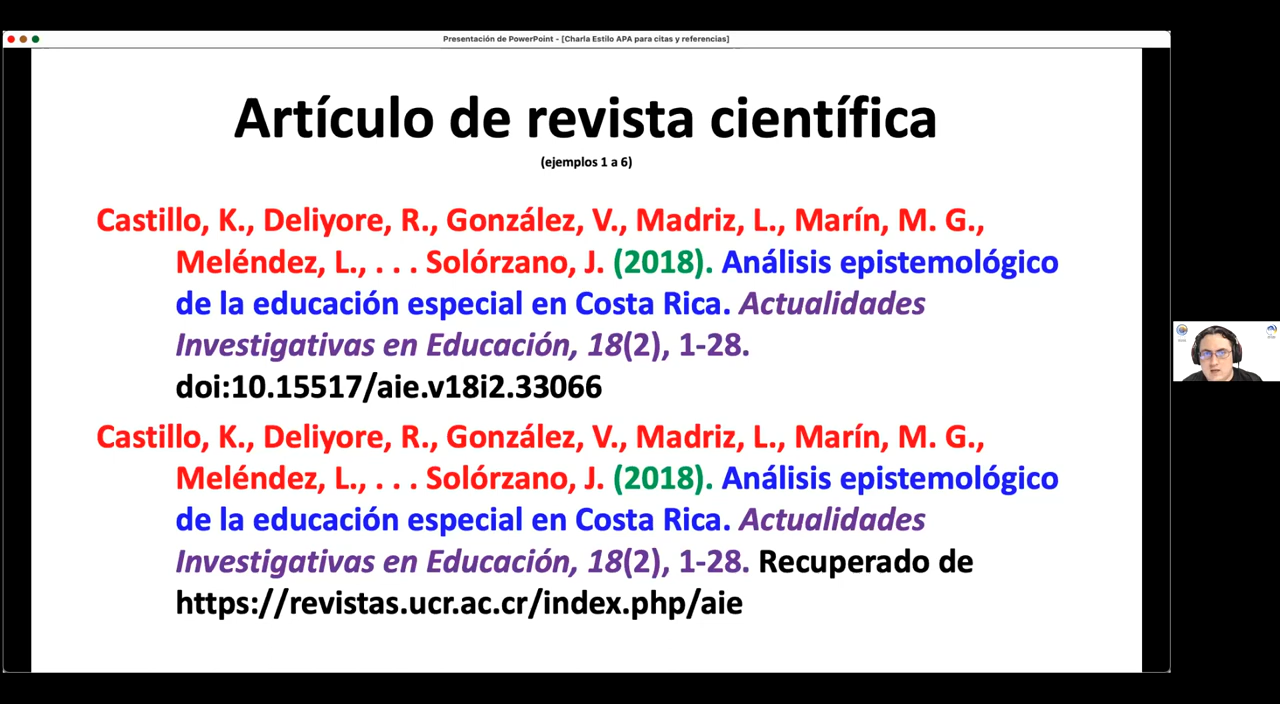 Presentación de PowerPoint - [Charla Estilo APA para citas y referencias]
Artículo de revista científica
(ejemplos 1 a 6)
Castillo, K., Deliyore, R., González, V., Madriz, L., Marín, M. G.,
Meléndez, L., . . . Solórzano, J. (2018). Análisis epistemológico
de la educación especial en Costa Rica. Actualidades
Investigativas en Educación, 18(2), 1-28.
doi:10.15517/aie.v18i2.33066
Castillo, K., Deliyore, R., González, V., Madriz, L., Marín, M. G.,
Meléndez, L., . . . Solórzano, J. (2018). Análisis epistemológico
de la educación especial en Costa Rica. Actualidades
Investigativas en Educación, 18(2), 1-28. Recuperado de
https://revistas.ucr.ac.cr/index.php/aie